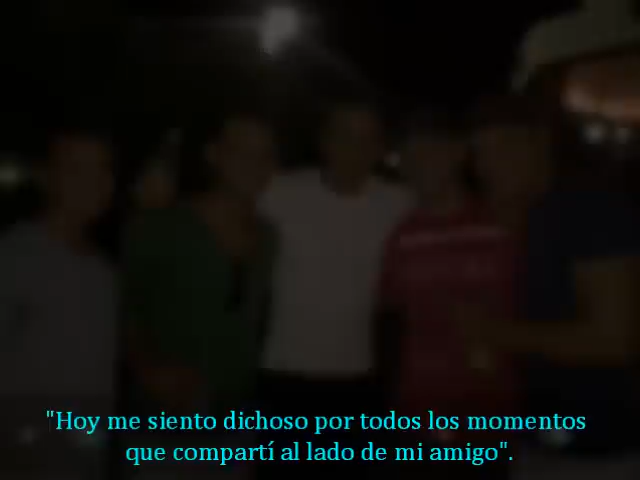 "Hoy me siento dichoso por todos los momentos
que compartí al lado de mi amigo".